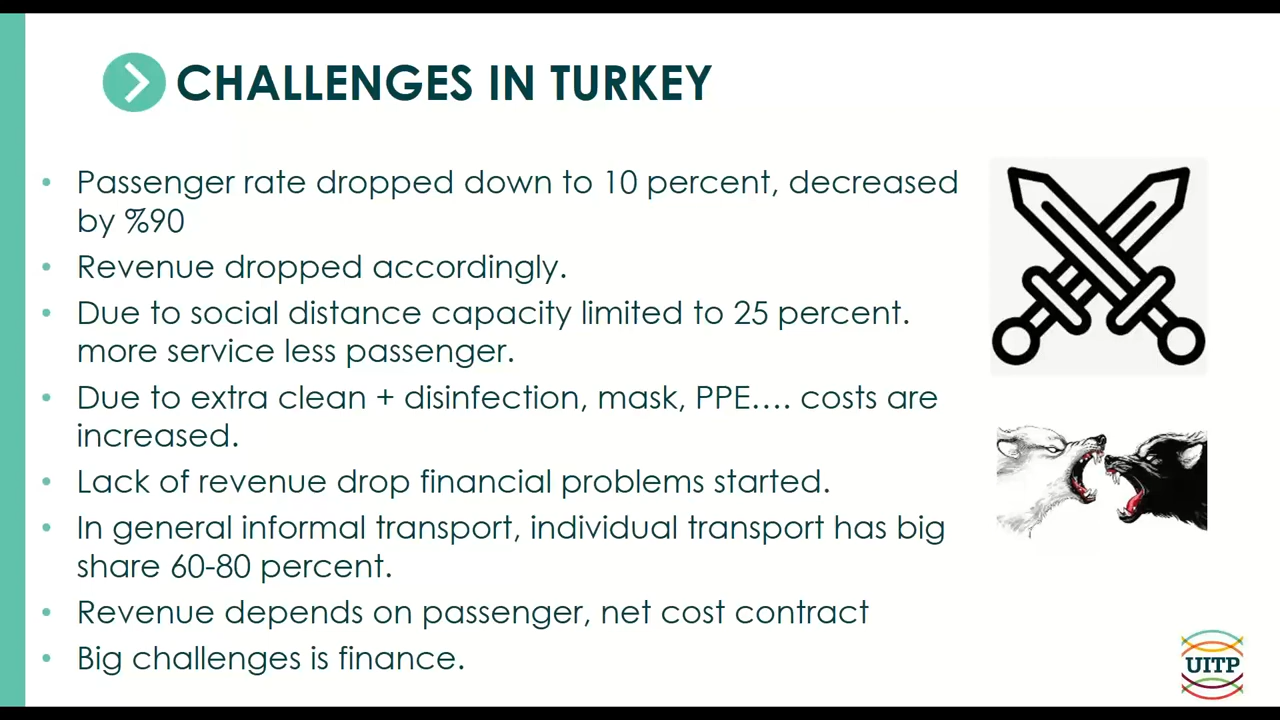 CHALLENGES IN TURKEY
• Passenger rate dropped down to 10 percent, decreased
by %90
• Revenue dropped accordingly.
• Due to social distance capacity limited to 25 percent.
more service less passenger.
• Due to extra clean + disinfection, mask, PPE…. costs are
increased.
• Lack of revenue drop financial problems started.
• In general informal transport, individual transport has big
share 60-80 percent.
• Revenue depends on passenger, net cost contract
• Big challenges is finance.
UITP